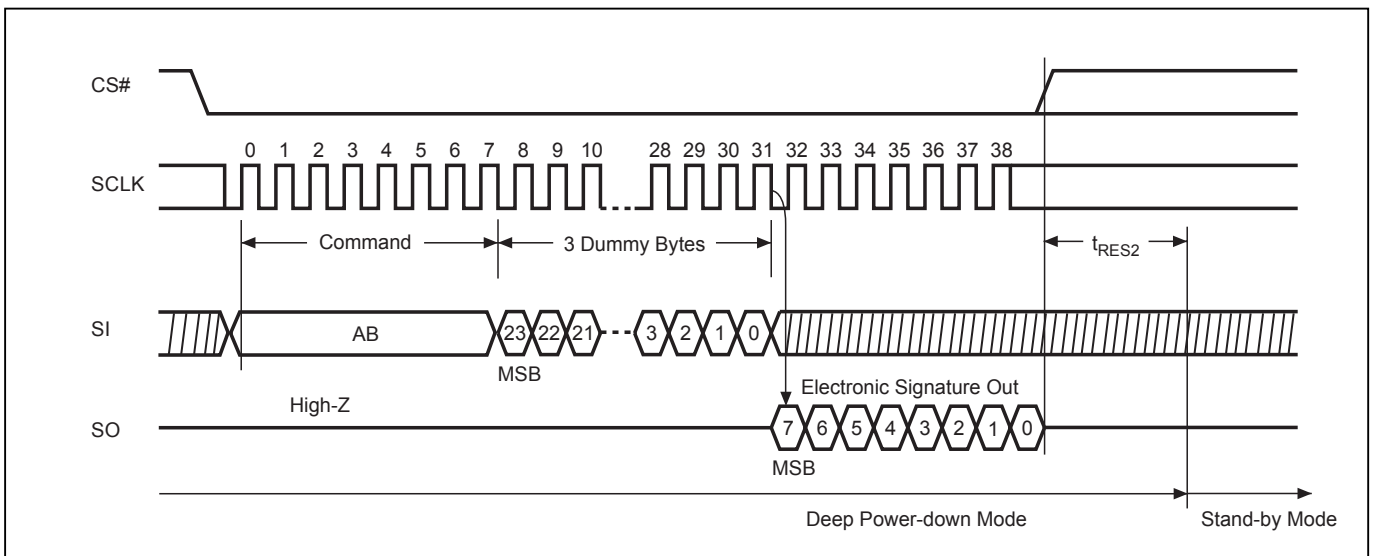 CS#
0 1 2 3 4 5 6 7 8 9 10 28 29 30 31 32 33 34 35 36 37 38
SCLK
Command 3 Dummy Bytes tRES2
SI AB 23 22 21 3 2 1 0
MSB
High-Z Electronic Signature Out
SO 7 6 5 4 3 2 1 0
MSB
Deep Power-down Mode Stand-by Mode